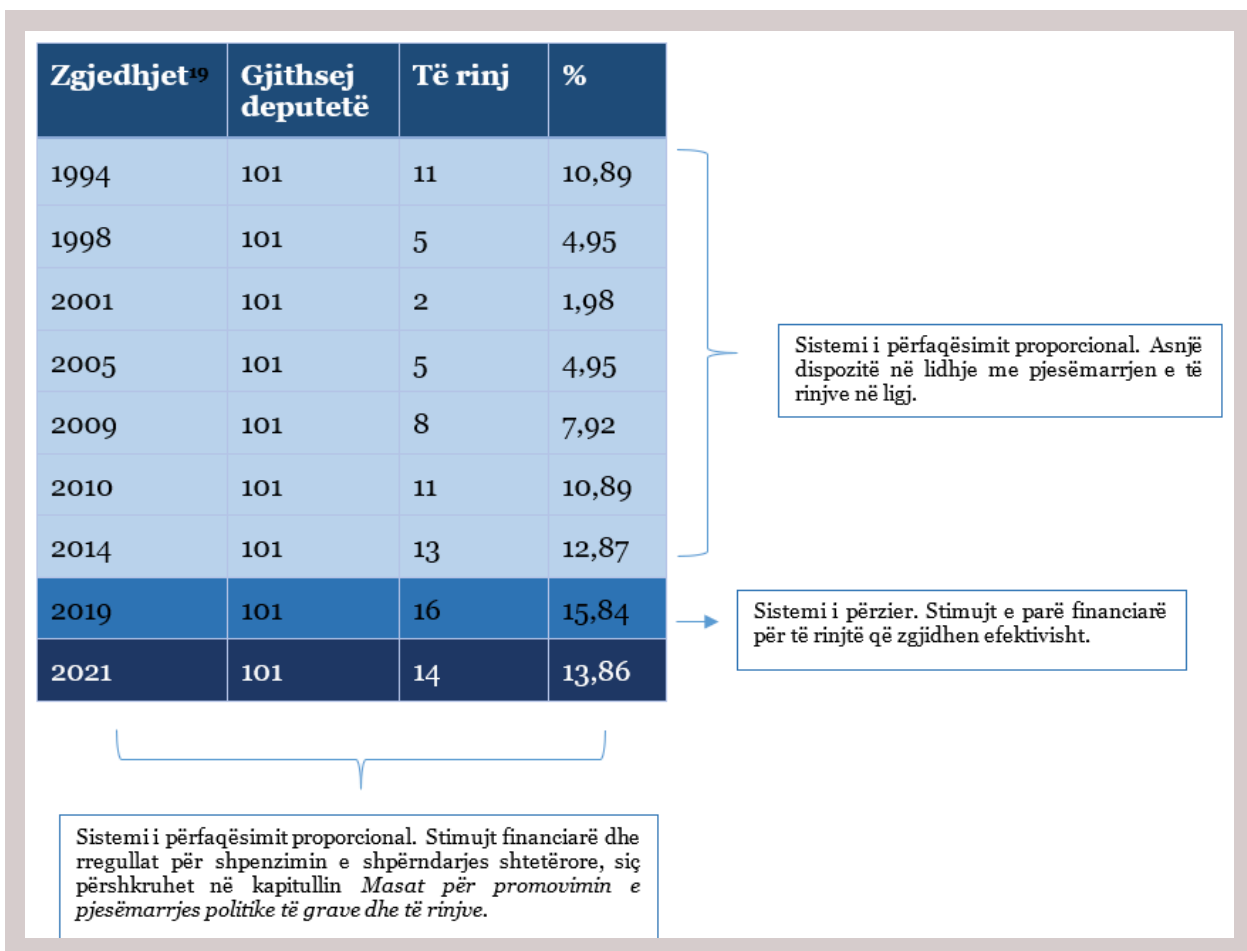 Zgjedhjet19 Gjithsej deputetë Të rinj %
1994 101 11 10,89
1998 101 5 4,95
2001 101 2 1,98
2005 101 5 4,95
2009 101 8 7,92
2010 101 11 10,89
2014 101 13 12,87
2019 101 16 15,84
2021 101 14 13,86
Sistemi i përfaqësimit proporcional. Asnjë
dispozitë në lidhje me pjesëmarrjen e të
rinjve në ligj.
Sistemi i përzier. Stimujt e parë financiarë
për të rinjtë që zgjidhen efektivisht.
Sistemi i përfaqësimit proporcional. Stimujt financiarë dhe
rregullat për shpenzimin e shpërndarjes shtetërore, siç
përshkruhet në kapitullin Masat për promovimin e
pjesëmarrjes politike të grave dhe të rinjve.